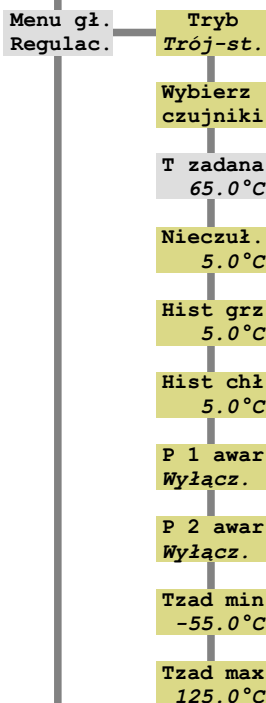 Menu gł.
Regulac.
Tryb
Trój-st.
Wybierz
czujniki
T zadana
65.0°C
Nieczuł.
5.0°C
Hist grz
5.0°C
Hist chł
5.0°C
P 1 awar
Wyłącz.
P 2 awar
Wyłącz.
Tzad min
-55.0°C
Tzad max
125.0°C